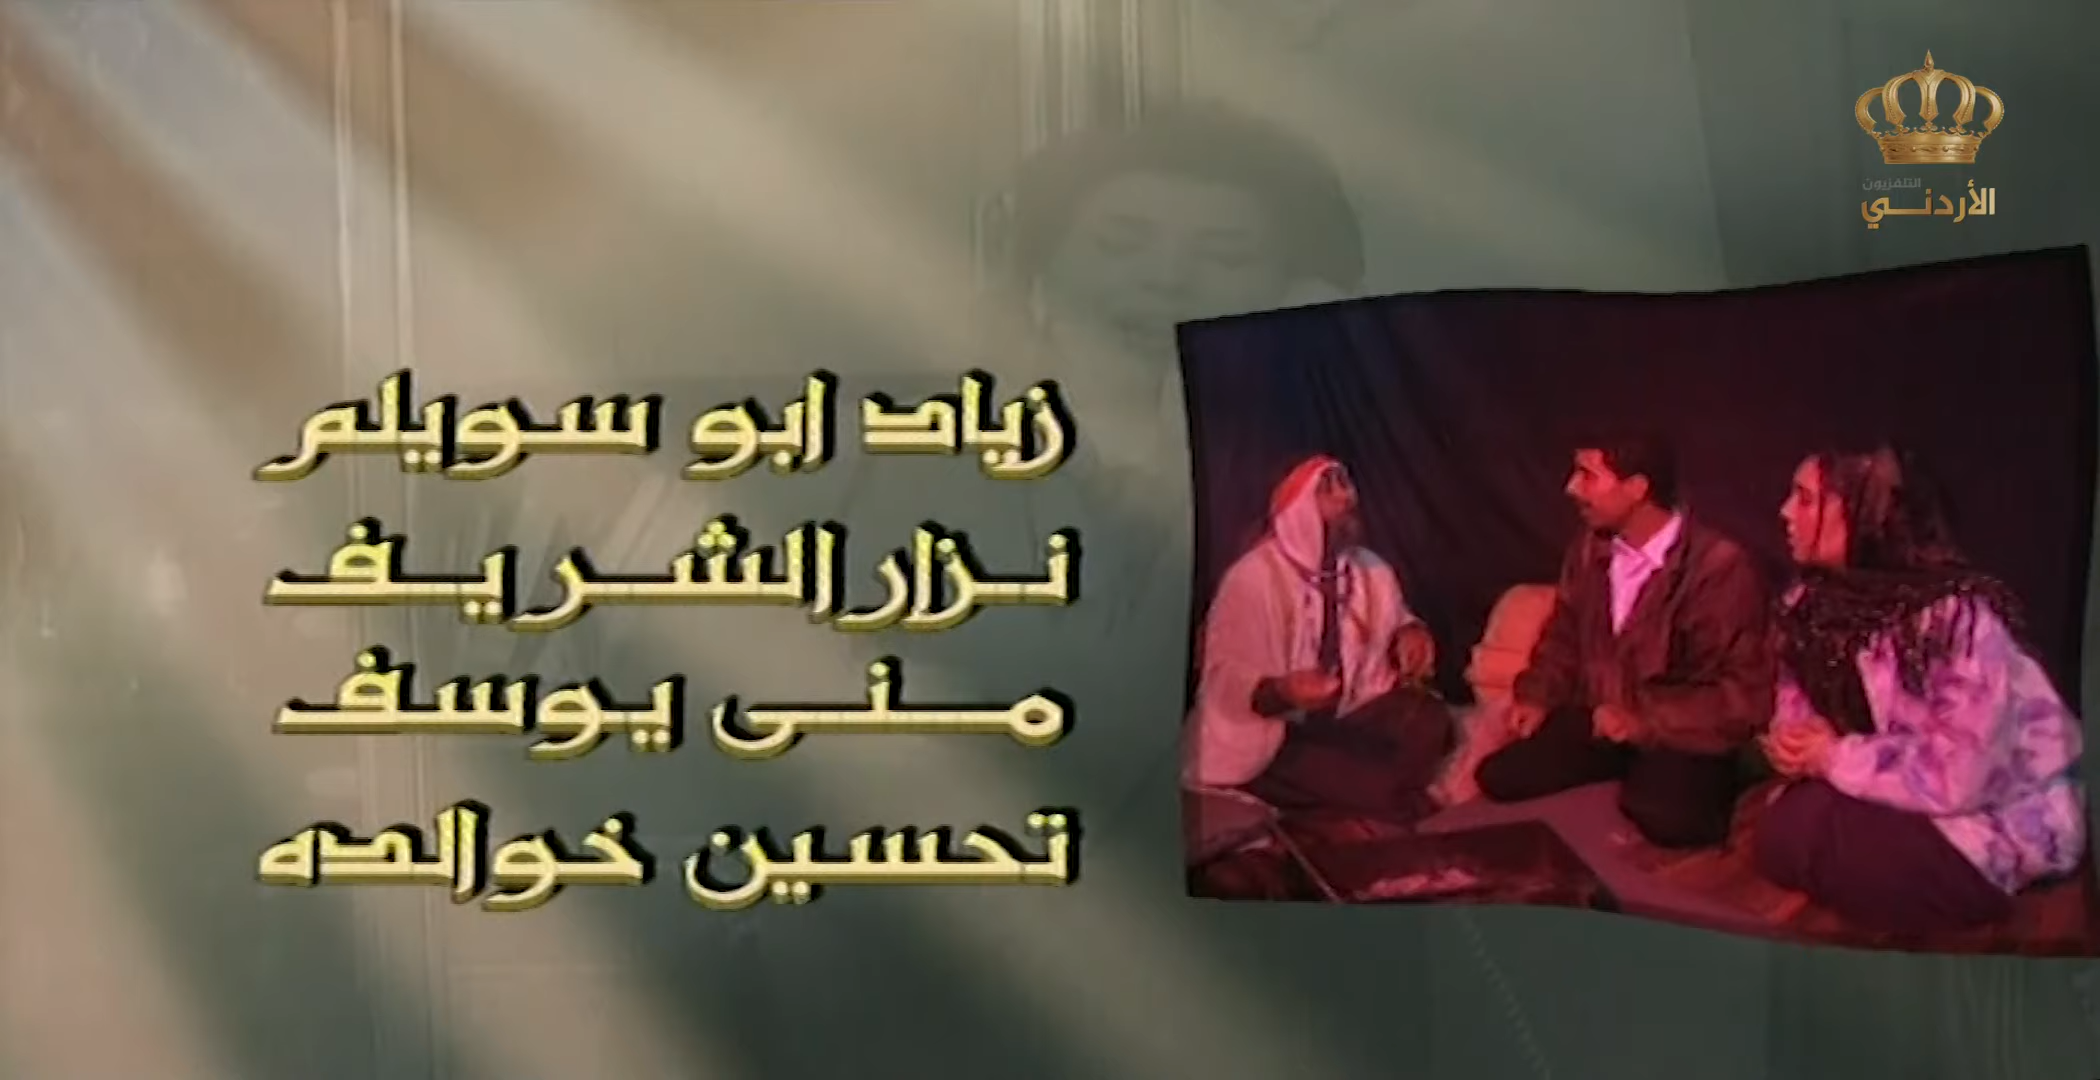 التلفزيون
الأردني
زياد ابو سويلم
نزار الشريف
منى يوسف
تحسين خوالده